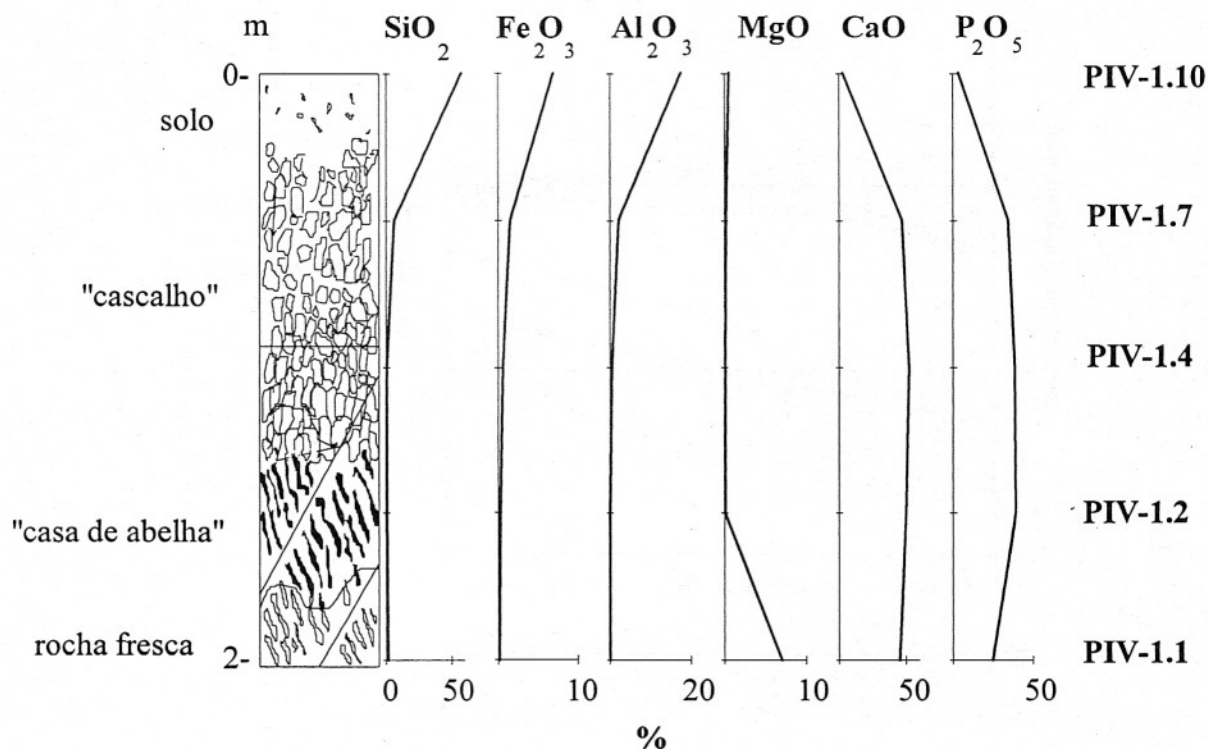 m SiO2 Fe2O3 Al2O3 MgO CaO P2O5
0- PIV-1.10
solo
PIV-1.7
"cascalho"
PIV-1.4
"casa de abelha" PIV-1.2
rocha fresca 2- PIV-1.1
0 50 10 20 10 50 50
%